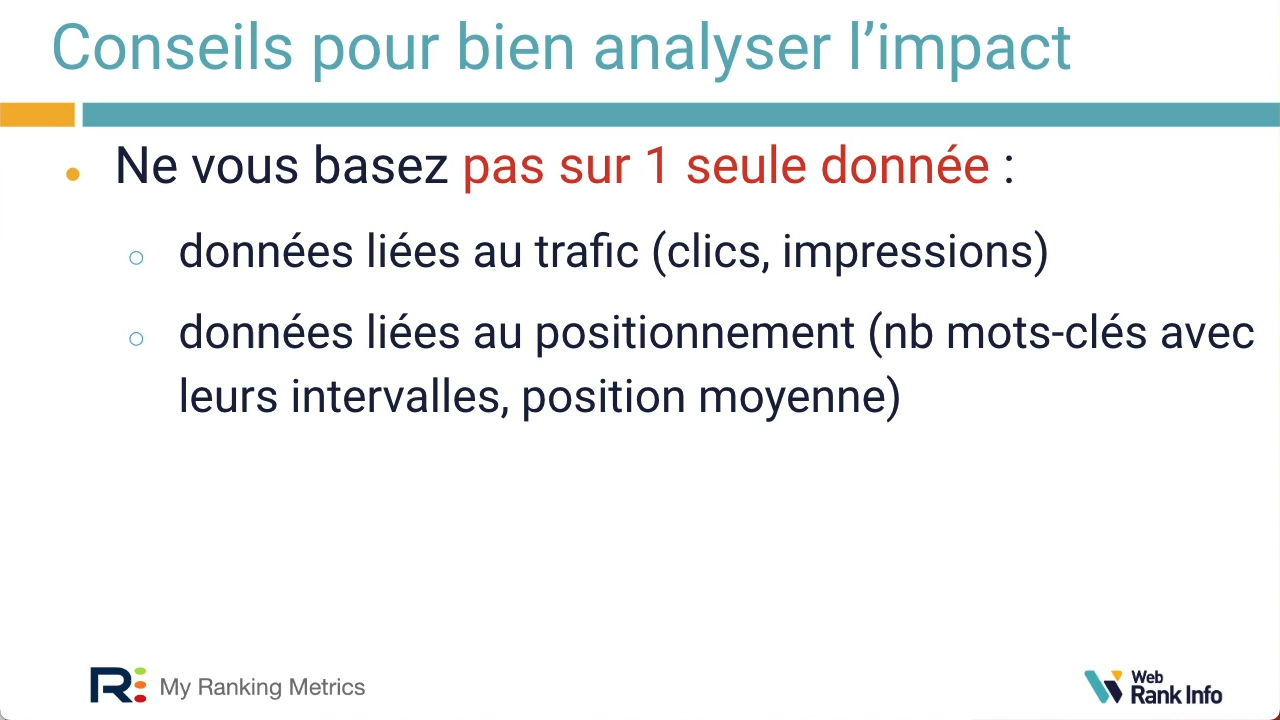 Conseils pour bien analyser l’impact
Ne vous basez pas sur 1 seule donnée :
données liées au trafic (clics, impressions)
données liées au positionnement (nb mots-clés avec
leurs intervalles, position moyenne)
R My Ranking Metrics
Web
Rank Info